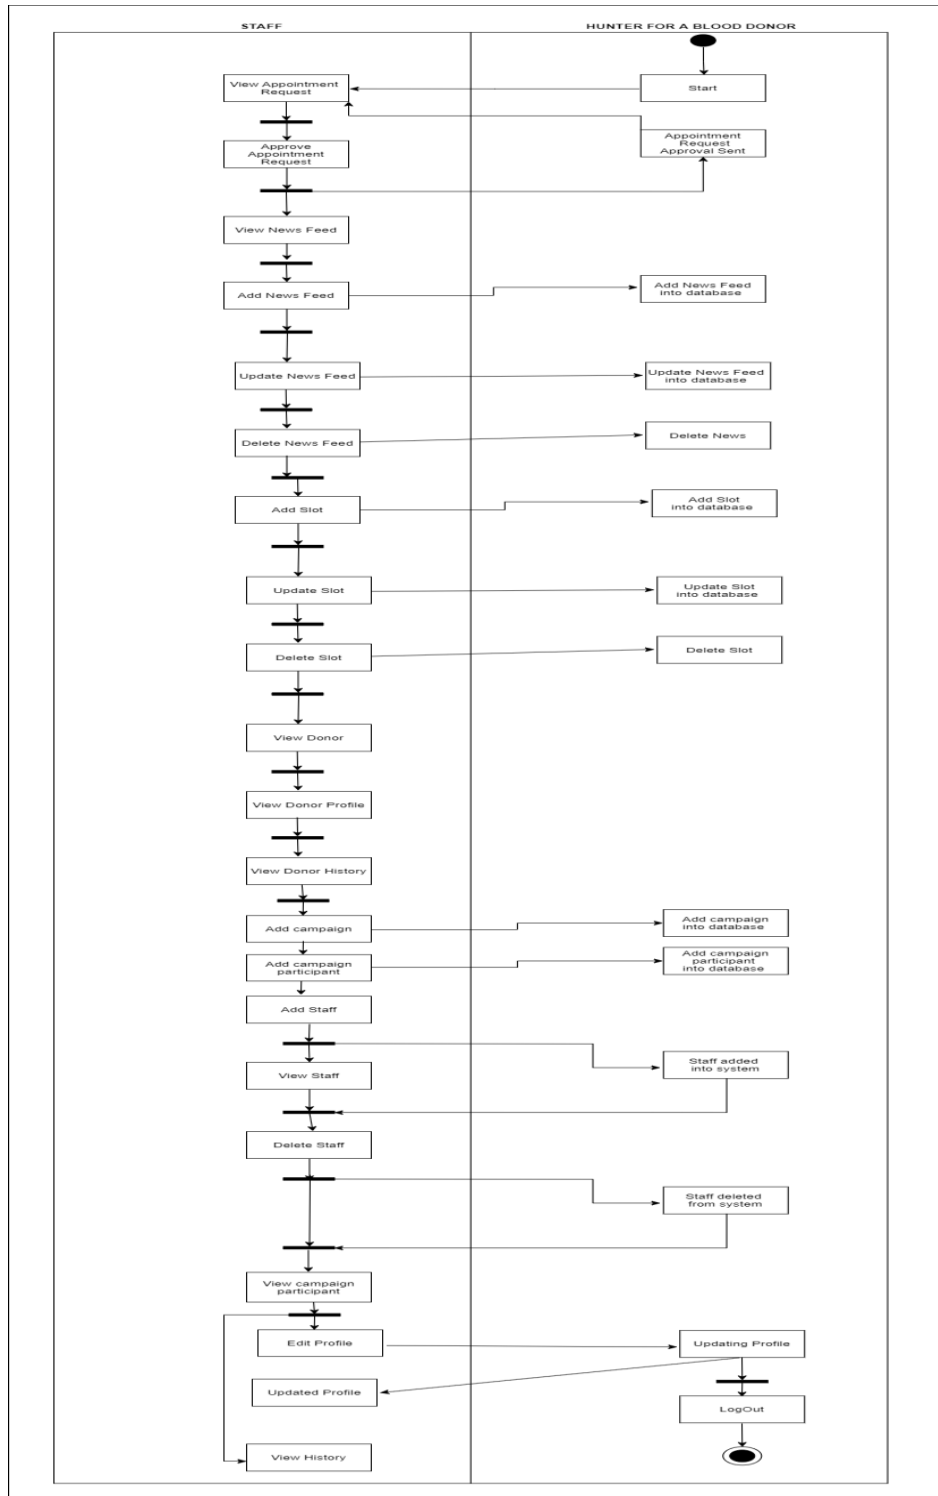 STAFF
HUNTER FOR A BLOOD DONOR
View Appointment
Request
Start
Approve
Appointment
Request
Appointment
Request
Approval Sent
View News Feed
Add News Feed
Add News Feed
into database
Update News Feed
Update News Feed
into database
Delete News Feed
Delete News
Add Slot
Add Slot
into database
Update Slot
Update Slot
into database
Delete Slot
Delete Slot
View Donor
View Donor Profile
View Donor History
Add campaign
Add campaign
into database
Add campaign
participant
Add campaign
participant
into database
Add Staff
View Staff
Staff added
into system
Delete Staff
Staff deleted
from system
View campaign
participant
Edit Profile
Updating Profile
Updated Profile
LogOut
View History